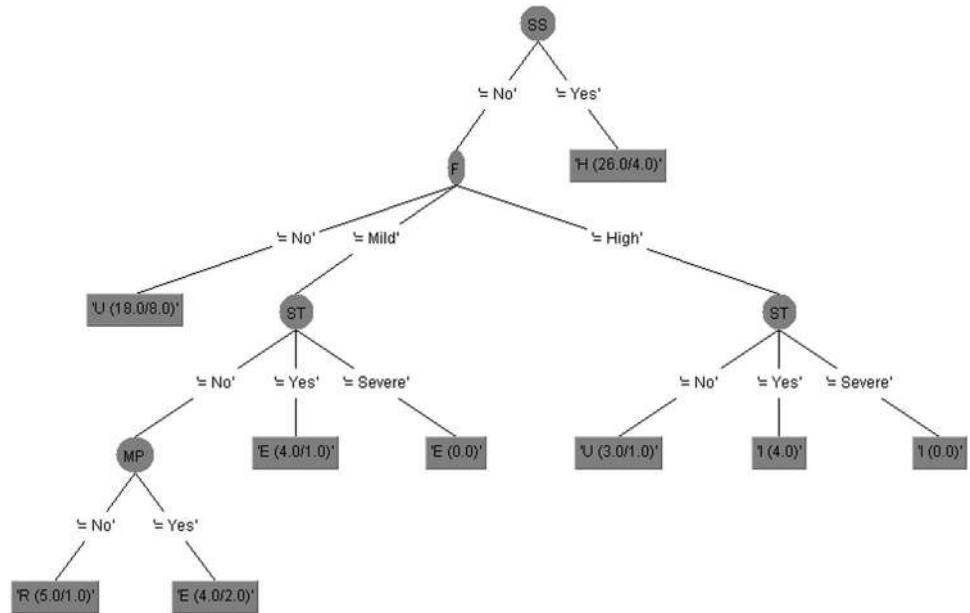 SS
'= No' '= Yes'
F
'H (26.0/4.0)'
'= No' '= Mild' '= High'
'U (18.0/8.0)'
ST
ST
'= No' '= Yes' '= Severe'
'= No' '= Yes' '= Severe'
MP
'E (4.0/1.0)'
'E (0.0)'
'U (3.0/1.0)'
'I (4.0)'
'I (0.0)'
'= No' '= Yes'
'R (5.0/1.0)'
'E (4.0/2.0)'